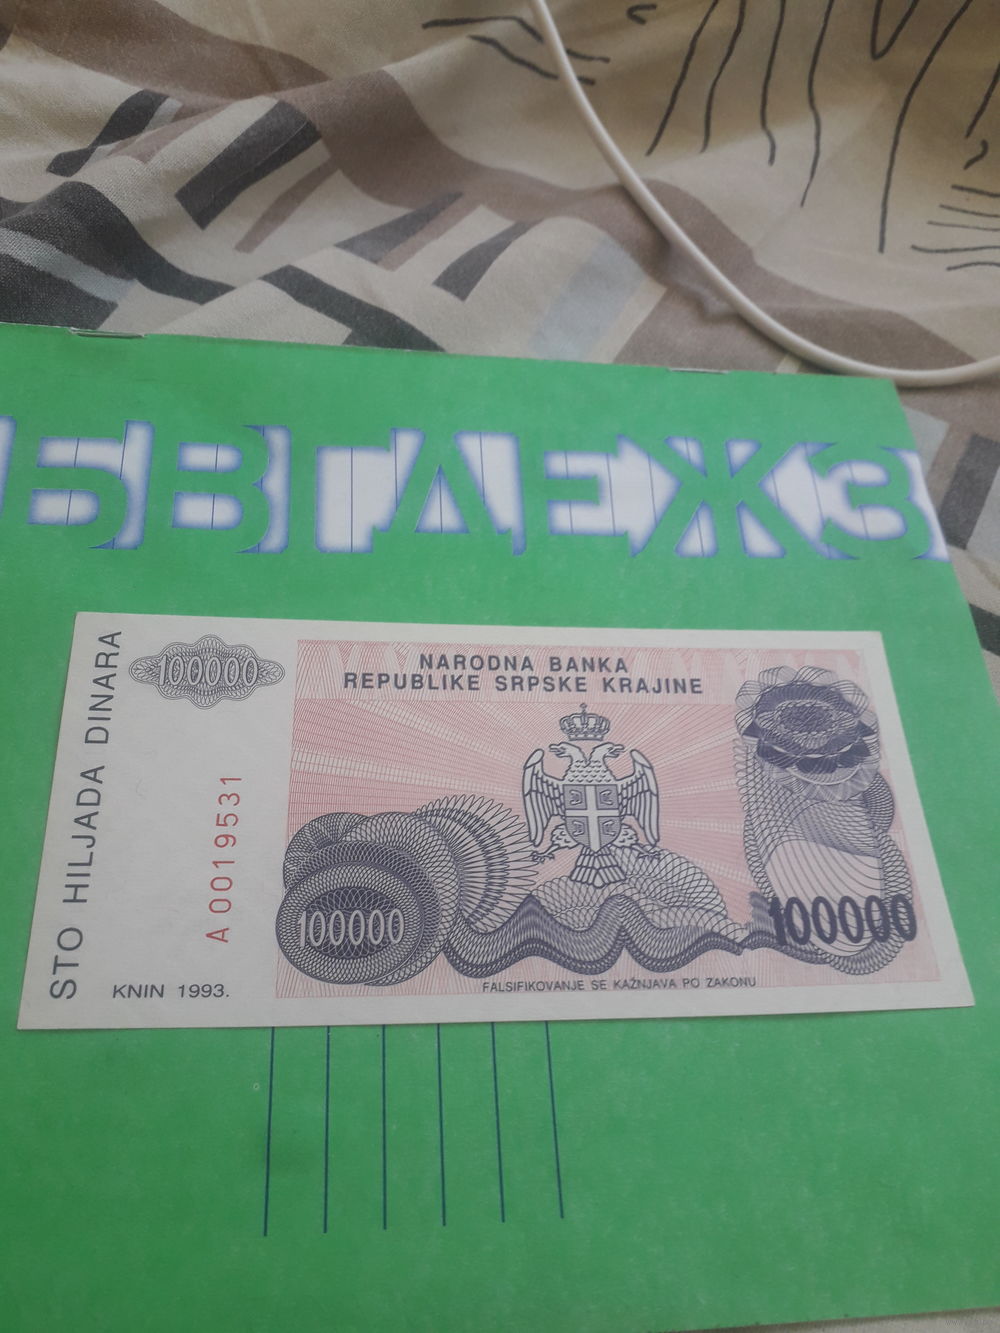 БВГДЕЖЗ
STO HILJADA DINARA
100000
NARODNA BANKA
REPUBLIKE SRPSKE KRAJINE
A 0019531
100000
100000
KNIN 1993.
FALSIFIKOVANJE SE KAŽNJAVA PO ZAKONU